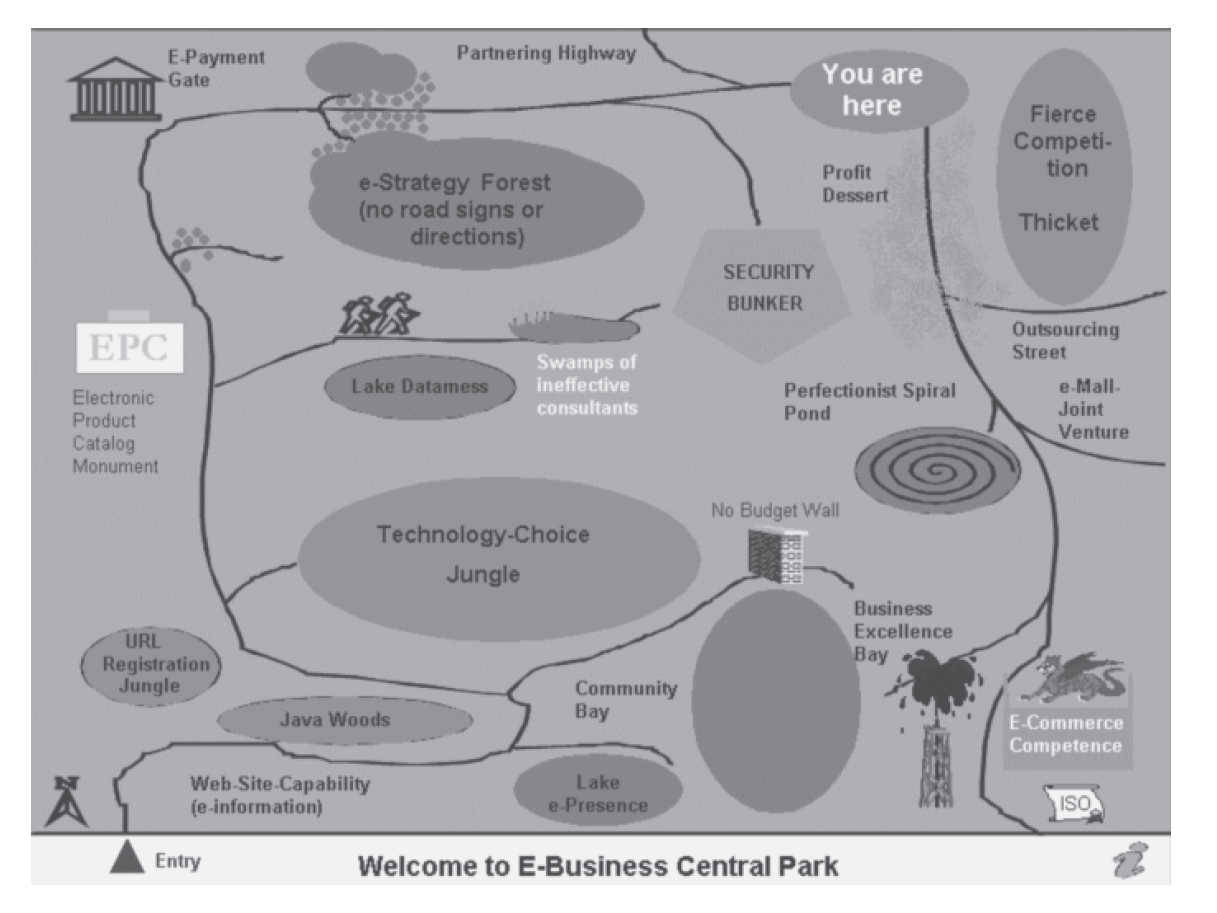 E-Payment
Gate
Partnering Highway
You are
here
Fierce
Competi-
tion
Thicket
Profit
Dessert
e-Strategy Forest
(no road signs or
directions)
SECURITY
BUNKER
EPC
Electronic
Product
Catalog
Monument
Lake Datamess
Swamps of
ineffective
consultants
Outsourcing
Street
Perfectionist Spiral
Pond
e-Mall-
Joint
Venture
Technology-Choice
Jungle
No Budget Wall
Business
Excellence
Bay
URL
Registration
Jungle
Java Woods
Community
Bay
E-Commerce
Competence
Web-Site-Capability
(e-information)
Lake
e-Presence
N
ISO
Entry
Welcome to E-Business Central Park
i